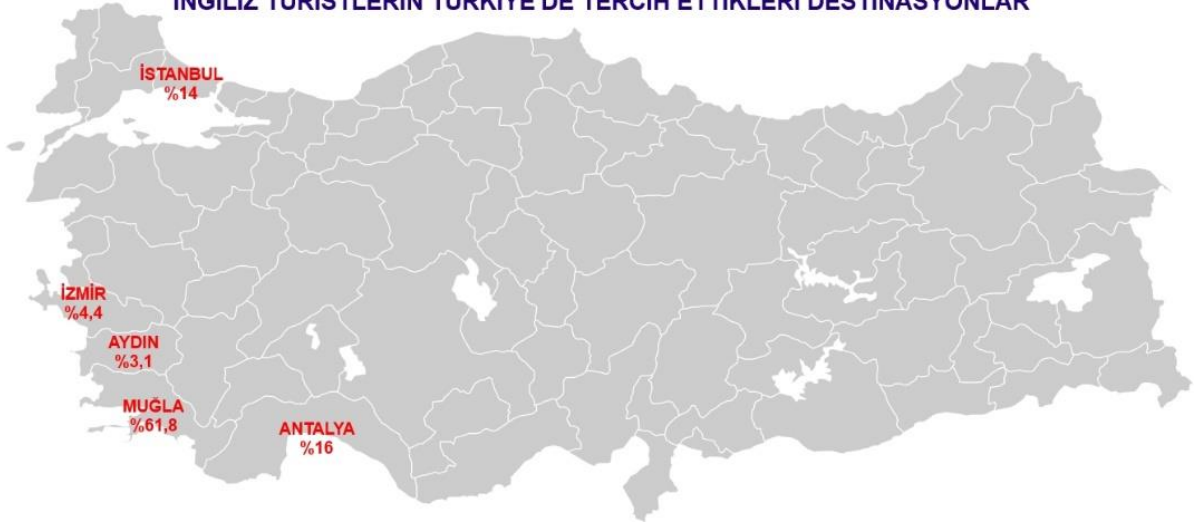 İNGİLİZ TURİSTLERİN TÜRKİYE'DE TERCİH ETTİKLERİ DESTİNASYONLAR
İSTANBUL
%14
İZMİR
%4,4
AYDIN
%3,1
MUĞLA
%61,8
ANTALYA
%16